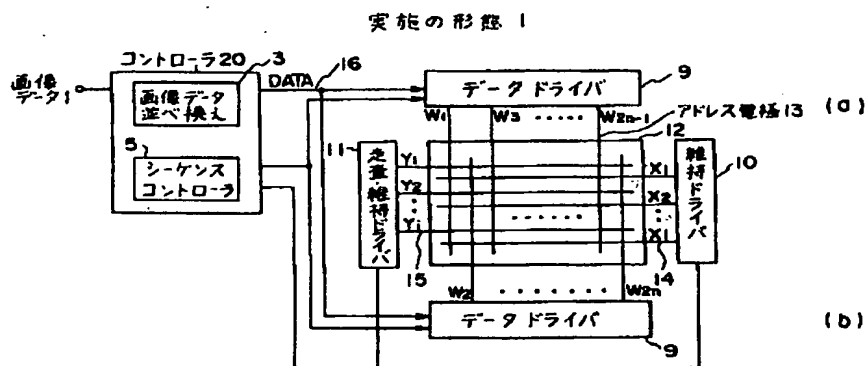 実施の形態 1
コントローラ20
3
画像データ1
画像データ並べ換え
DATA
16
データドライバ
9
(a)
W1 W3 ‥‥‥ W2n-1
アドレス電極13
12
5
シーケンスコントローラ
11
走査・維持ドライバ
Y1
Y2
Yi
15
X1
X2
X1
14
維持ドライバ
10
W2 ‥‥‥‥ W2n
データドライバ
(b)
9